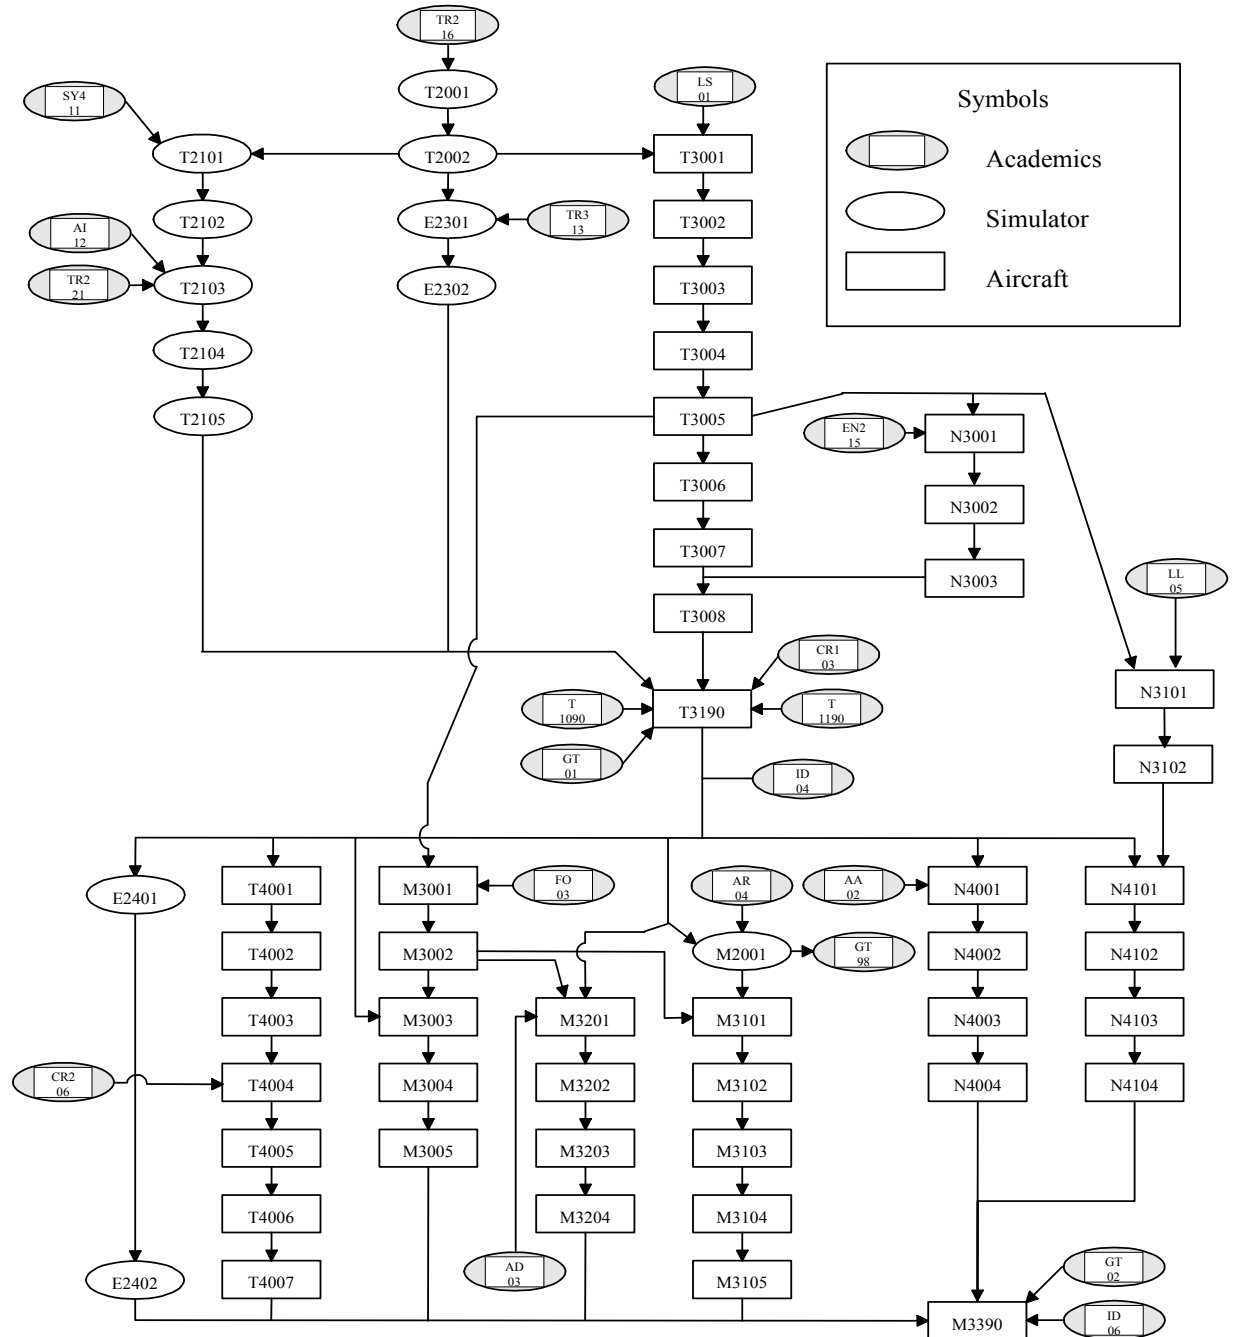 TR2
16
T2001
LS
01
Symbols
SY4
11
T2101
T2002
T3001
Academics
T2102
E2301
TR3
13
T3002
Simulator
AI
12
TR2
21
T2103
E2302
T3003
Aircraft
T2104
T3004
T2105
T3005
EN2
15
N3001
T3006
N3002
T3007
N3003
LL
05
T3008
CR1
03
N3101
T
1090
T3190
T
1190
GT
01
ID
04
N3102
E2401
T4001
M3001
FO
03
AR
04
AA
02
N4001
N4101
T4002
M3002
M2001
GT
98
N4002
N4102
T4003
M3003
M3201
M3101
N4003
N4103
CR2
06
T4004
M3004
M3202
M3102
N4004
N4104
T4005
M3005
M3203
M3103
T4006
M3204
M3104
E2402
T4007
AD
03
M3105
GT
02
M3390
ID
06